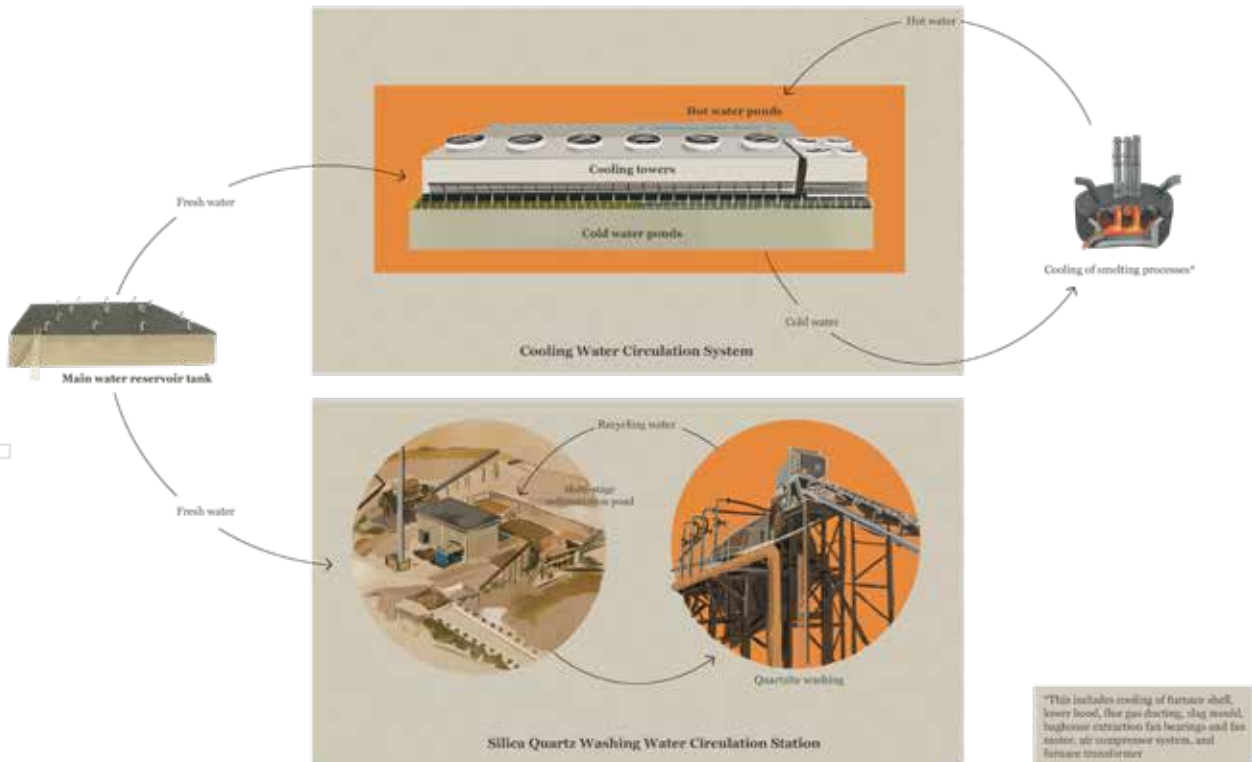 Hot water
Hot water ponds
Cooling towers
Fresh water
Cold water ponds
Cooling of smelting processes*
Cold water
Cooling Water Circulation System
Main water reservoir tank
Recycling water
Multi-stage
sedimentation pond
Fresh water
Quartzite washing
Silica Quartz Washing Water Circulation Station
*This includes cooling of furnace shell,
lower hood, flue gas ducting, slag mould,
baghouse extraction fan bearings and fan
motor, air compressor system, and
furnace transformer